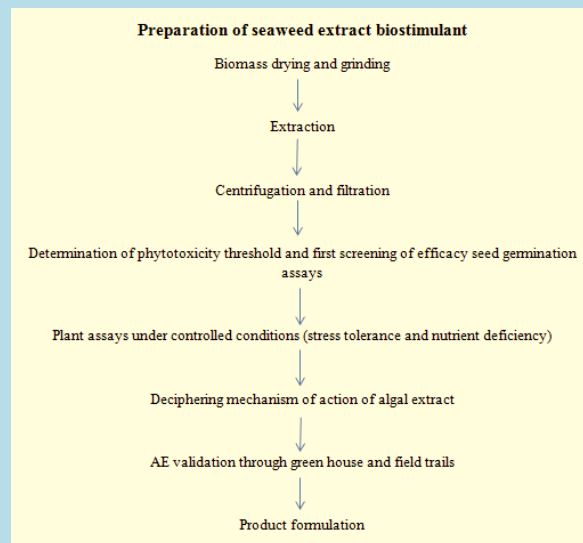 Preparation of seaweed extract biostimulant
Biomass drying and grinding
Extraction
Centrifugation and filtration
Determination of phytotoxicity threshold and first screening of efficacy seed germination
assays
Plant assays under controlled conditions (stress tolerance and nutrient deficiency)
Deciphering mechanism of action of algal extract
AE validation through green house and field trails
Product formulation